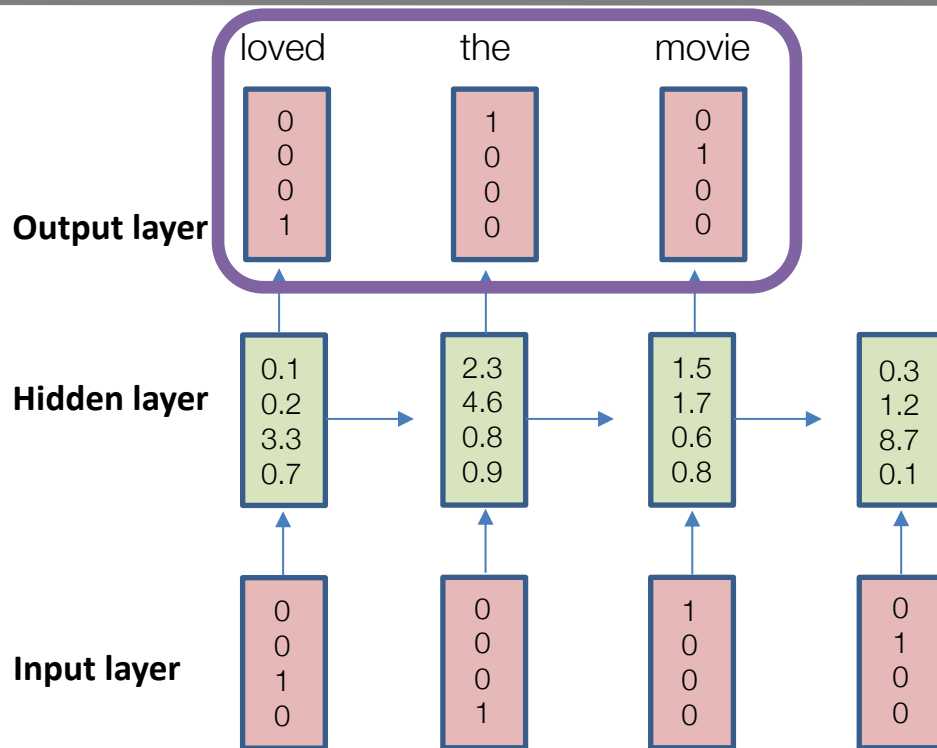 loved the movie
0 1 0
0 0 1
0 0 0
1 0 0
Output layer
0.1 2.3 1.5 0.3
0.2 4.6 1.7 1.2
3.3 0.8 0.6 8.7
0.7 0.9 0.8 0.1
Hidden layer
0 0 1 0
0 0 0 1
1 0 0 0
0 1 0 0
Input layer